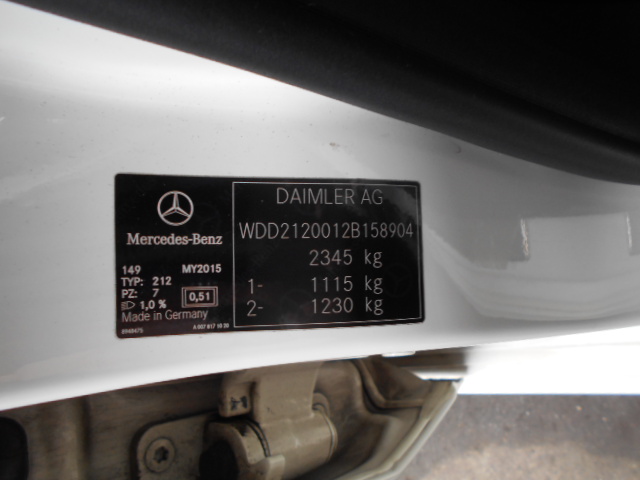 Mercedes-Benz
149 MY2015
TYP: 212
PZ: 7
1,0 % 0,51
Made in Germany
DAIMLER AG
WDD2120012B158904
2345 kg
1- 1115 kg
2- 1230 kg